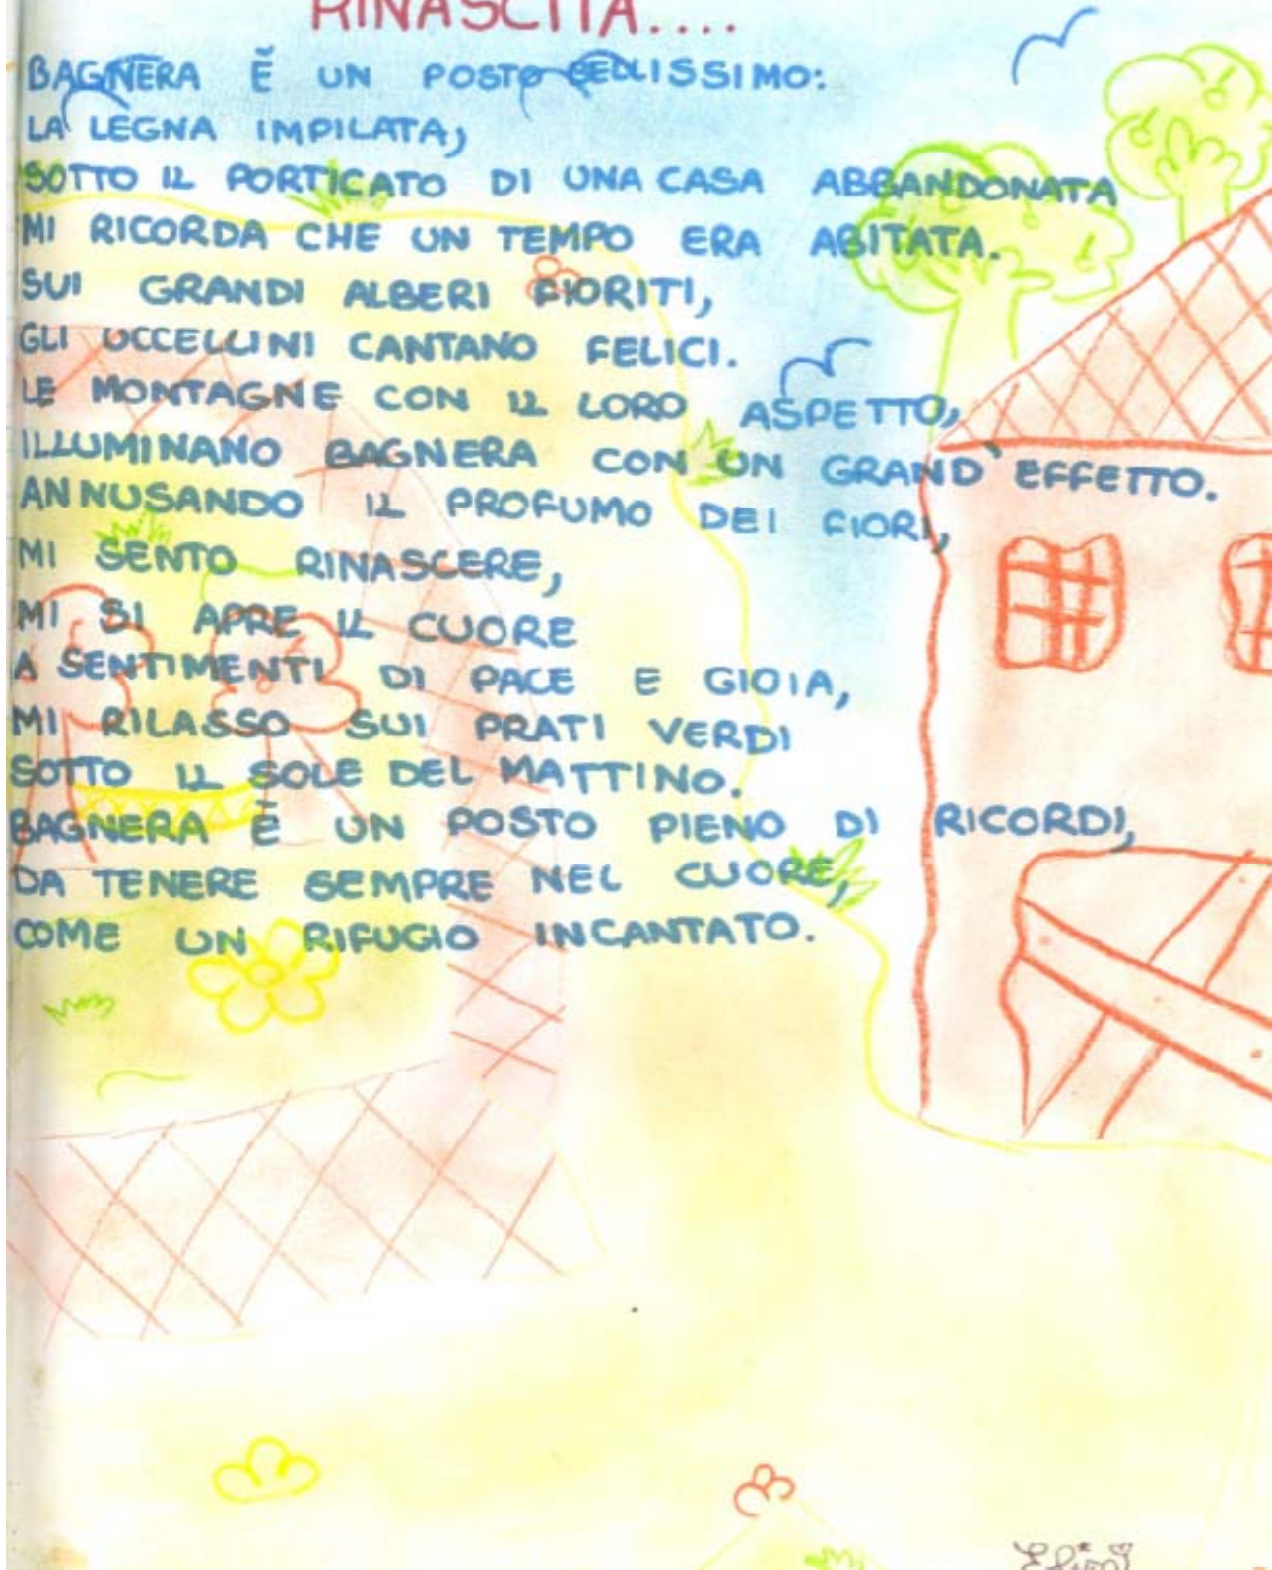 RINASCITA....
BAGNERA È UN POSTO BELLISSIMO:
LA LEGNA IMPILATA,
SOTTO IL PORTICATO DI UNA CASA ABBANDONATA
MI RICORDA CHE UN TEMPO ERA ABITATA.
SUI GRANDI ALBERI FIORITI,
GLI UCCELLINI CANTANO FELICI.
LE MONTAGNE CON IL LORO ASPETTO,
ILLUMINANO BAGNERA CON UN GRAND'EFFETTO.
ANNUSANDO IL PROFUMO DEI FIORI,
MI SENTO RINASCERE,
MI SI APRE IL CUORE
A SENTIMENTI DI PACE E GIOIA,
MI RILASSO SUI PRATI VERDI
SOTTO IL SOLE DEL MATTINO.
BAGNERA È UN POSTO PIENO DI RICORDI,
DA TENERE SEMPRE NEL CUORE,
COME UN RIFUGIO INCANTATO.